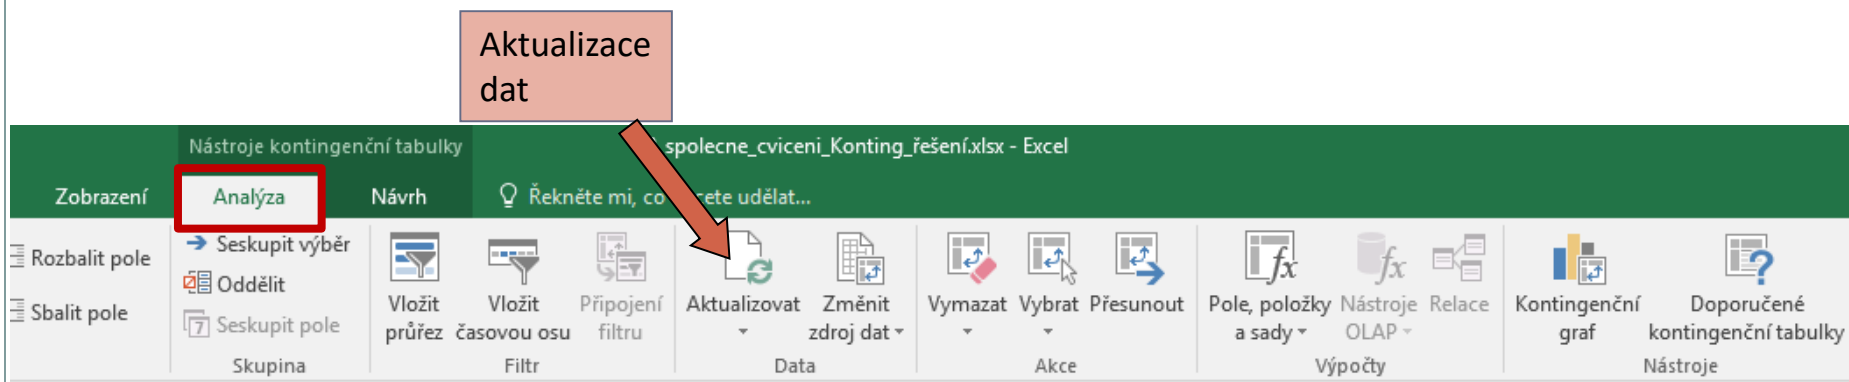 Aktualizace
dat
Nástroje kontingenční tabulky
spolecne_cviceni_Konting_řešení.xlsx - Excel
Zobrazení
Analýza
Návrh
Řekněte mi, co
cete udělat...
Rozbalit pole
Sbalit pole
Seskupit výběr
Oddělit
Seskupit pole
Skupina
Vložit
průřez
Vložit
časovou osu
Připojení
filtru
Filtr
Aktualizovat
Změnit
zdroj dat
Data
Vymazat
Vybrat
Přesunout
Akce
Pole, položky
a sady
Nástroje
OLAP
Relace
Výpočty
Kontingenční
graf
Doporučené
kontingenční tabulky
Nástroje